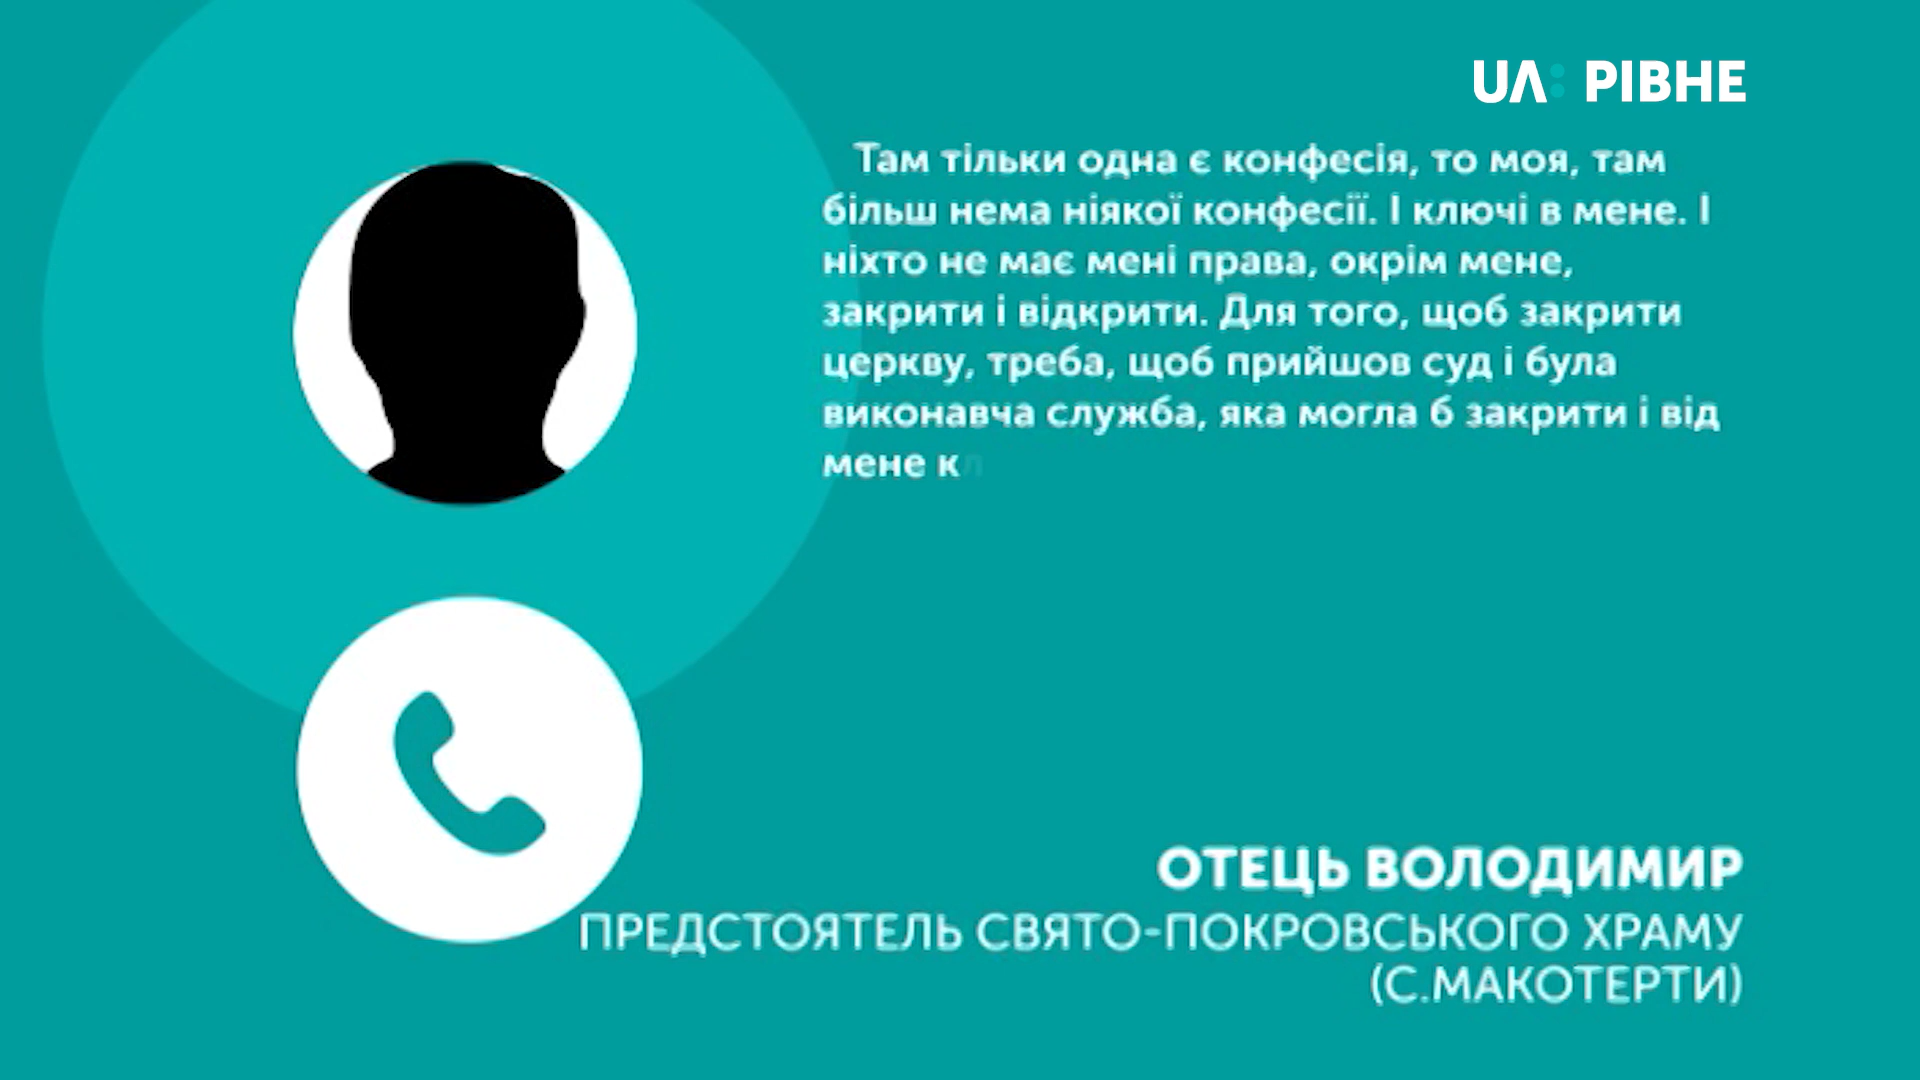 UA: РІВНЕ
Там тільки одна є конфесія, то моя, там
більш нема ніякої конфесії. І ключі в мене. І
ніхто не має мені права, окрім мене,
закрити і відкрити. Для того, щоб закрити
церкву, треба, щоб прийшов суд і була
виконавча служба, яка могла б закрити і від
мене кл
ОТЕЦЬ ВОЛОДИМИР
ПРЕДСТОЯТЕЛЬ СВЯТО-ПОКРОВСЬКОГО ХРАМУ
(С.МАКОТЕРТИ)